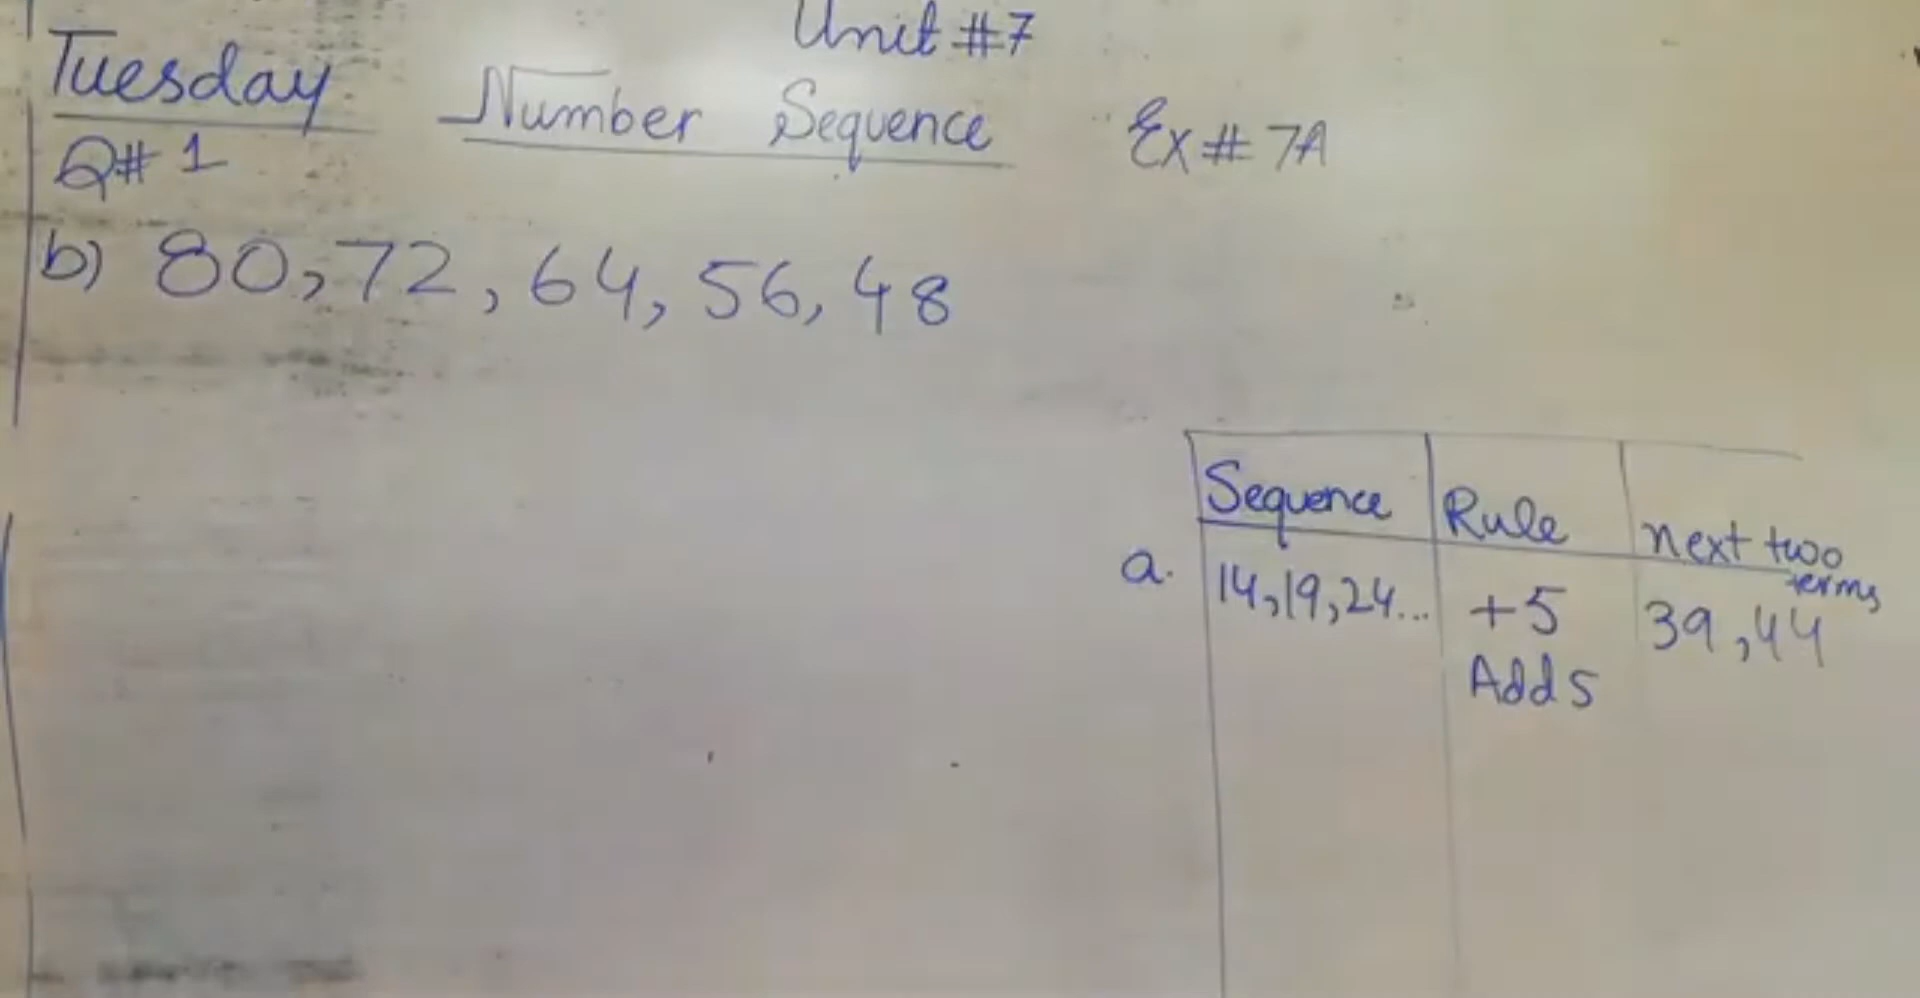 Unit #7
Tuesday
Number Sequence
Ex# 7A
Q# 1
b) 80, 72, 64, 56, 48
Sequence Rule next two terms
a. 14, 19, 24... +5 39, 44
Add 5